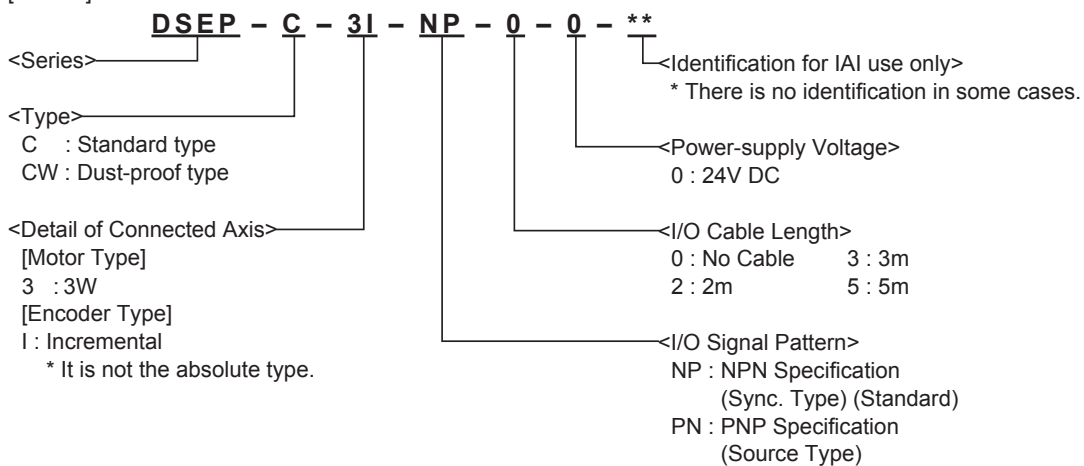 DSEP – C – 3I – NP – 0 – 0 – **
<Series>
<Type>
C : Standard type
CW : Dust-proof type
<Detail of Connected Axis>
[Motor Type]
3 : 3W
[Encoder Type]
I : Incremental
* It is not the absolute type.
<Identification for IAI use only>
* There is no identification in some cases.
<Power-supply Voltage>
0 : 24V DC
<I/O Cable Length>
0 : No Cable 3 : 3m
2 : 2m 5 : 5m
<I/O Signal Pattern>
NP : NPN Specification
(Sync. Type) (Standard)
PN : PNP Specification
(Source Type)